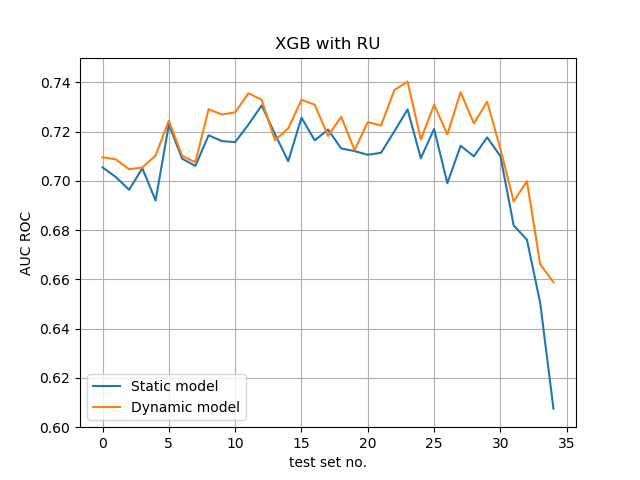 XGB with RU
AUC ROC
0.74
0.72
0.70
0.68
0.66
0.64
0.62
0.60
Static model
Dynamic model
0 5 10 15 20 25 30 35
test set no.